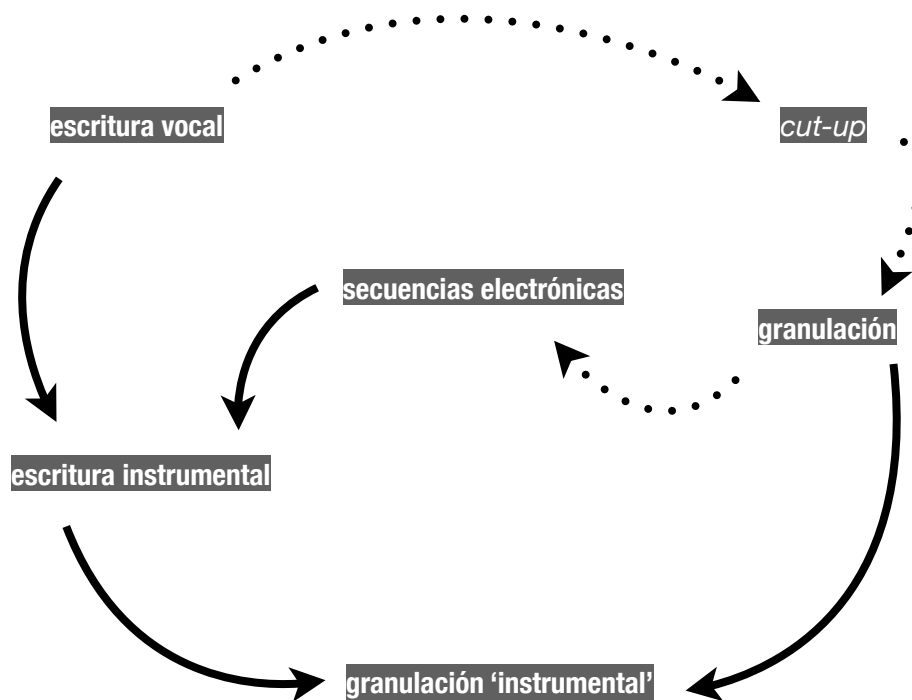 escritura vocal
cut-up
secuencias electrónicas
granulación
escritura instrumental
granulación ‘instrumental’